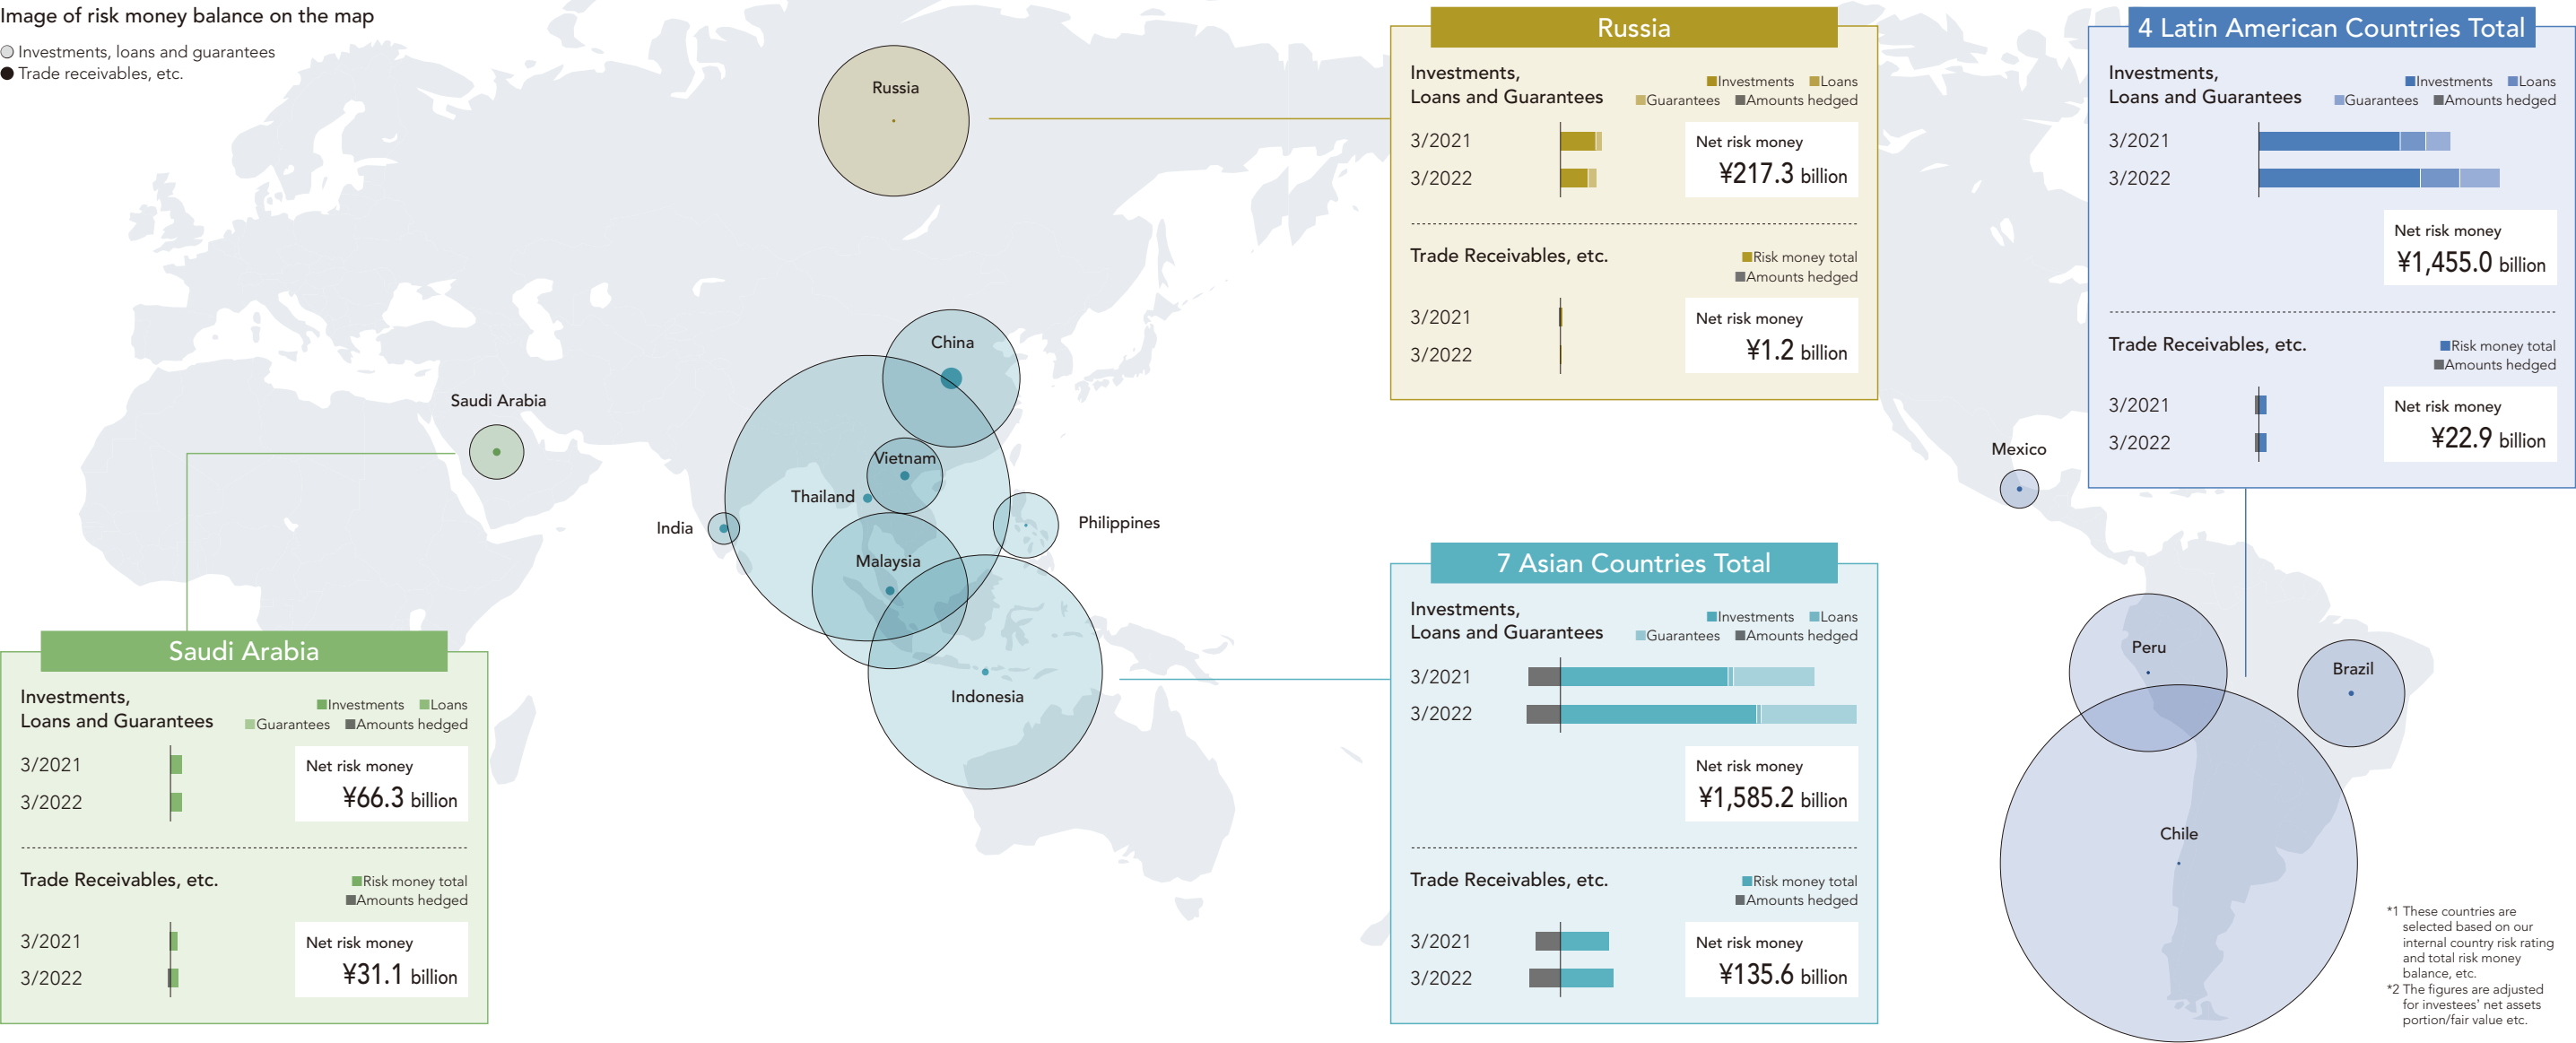 Image of risk money balance on the map
Investments, loans and guarantees
Trade receivables, etc.
Russia
China
Saudi Arabia
Vietnam
Thailand
India
Philippines
Malaysia
Indonesia
Mexico
Peru
Brazil
Chile
Russia
Investments,
Loans and Guarantees
Investments Loans
Guarantees Amounts hedged
3/2021
3/2022
Net risk money
¥217.3 billion
Trade Receivables, etc.
Risk money total
Amounts hedged
3/2021
3/2022
Net risk money
¥1.2 billion
4 Latin American Countries Total
Investments,
Loans and Guarantees
Investments Loans
Guarantees Amounts hedged
3/2021
3/2022
Net risk money
¥1,455.0 billion
Trade Receivables, etc.
Risk money total
Amounts hedged
3/2021
3/2022
Net risk money
¥22.9 billion
Saudi Arabia
Investments,
Loans and Guarantees
Investments Loans
Guarantees Amounts hedged
3/2021
3/2022
Net risk money
¥66.3 billion
Trade Receivables, etc.
Risk money total
Amounts hedged
3/2021
3/2022
Net risk money
¥31.1 billion
7 Asian Countries Total
Investments,
Loans and Guarantees
Investments Loans
Guarantees Amounts hedged
3/2021
3/2022
Net risk money
¥1,585.2 billion
Trade Receivables, etc.
Risk money total
Amounts hedged
3/2021
3/2022
Net risk money
¥135.6 billion
*1 These countries are
selected based on our
internal country risk rating
and total risk money
balance, etc.
*2 The figures are adjusted
for investees' net assets
portion/fair value etc.